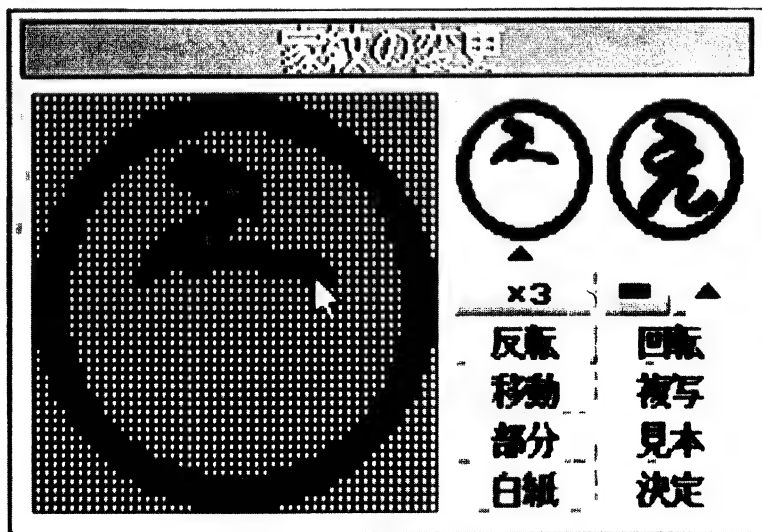 家紋の変更
×3
反転 回転
移動 複写
部分 見本
白紙 決定